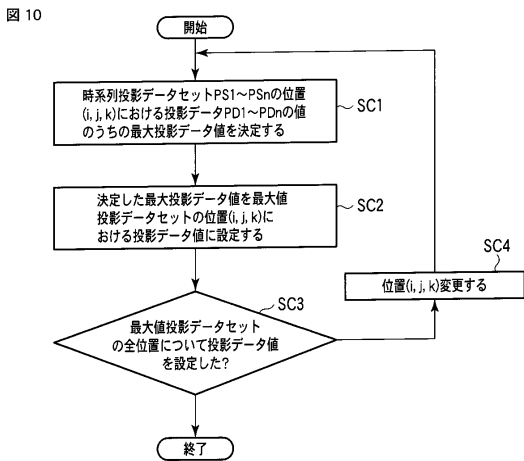 図 10
開始
時系列投影データセットPS1～PSnの位置
(i, j, k)における投影データPD1～PDnの値
のうちの最大投影データ値を決定する
SC1
決定した最大投影データ値を最大値
投影データセットの位置(i, j, k)に
おける投影データ値に設定する
SC2
SC4
位置(i, j, k)変更する
SC3
最大値投影データセット
の全位置について投影データ値
を設定した?
終了